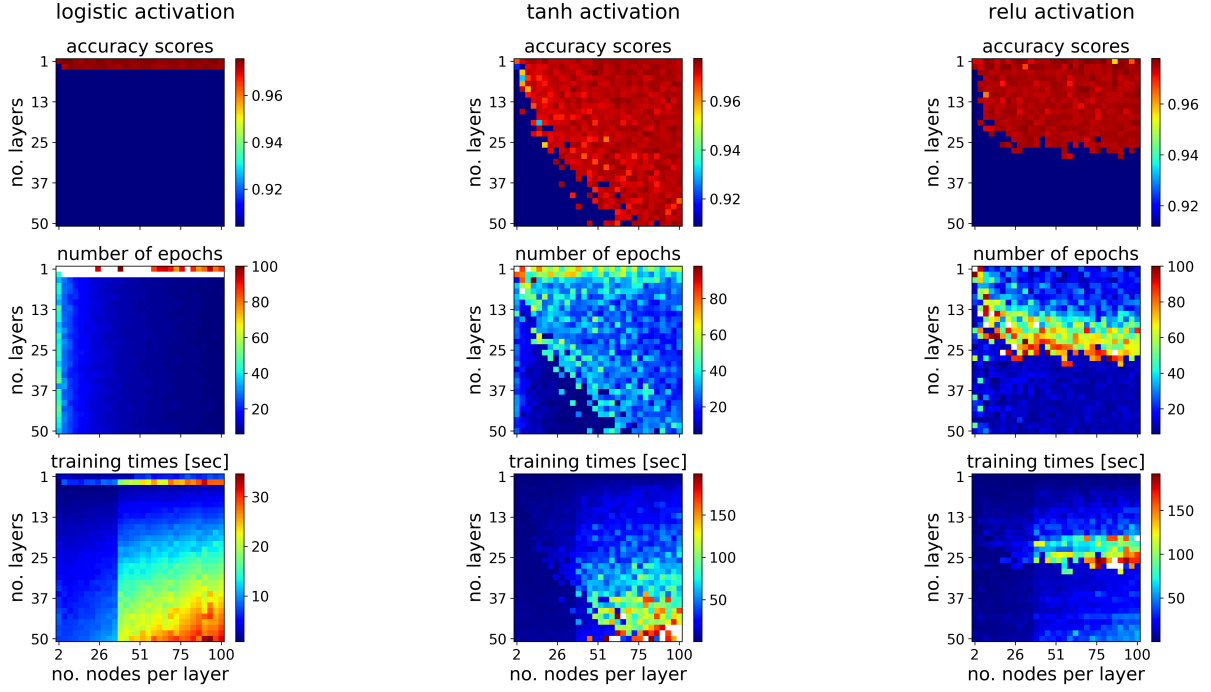 logistic activation
tanh activation
relu activation
accuracy scores
accuracy scores
accuracy scores
no. layers
1
13
25
37
50
0.96
0.94
0.92
no. layers
1
13
25
37
50
0.96
0.94
0.92
no. layers
1
13
25
37
50
0.96
0.94
0.92
number of epochs
number of epochs
number of epochs
no. layers
1
13
25
37
50
100
80
60
40
20
no. layers
1
13
25
37
50
80
60
40
20
no. layers
1
13
25
37
50
100
80
60
40
20
training times [sec]
training times [sec]
training times [sec]
no. layers
1
13
25
37
50
30
20
10
no. layers
1
13
25
37
50
150
100
50
no. layers
1
13
25
37
50
150
100
50
2 26 51 75 100
2 26 51 75 100
2 26 51 75 100
no. nodes per layer
no. nodes per layer
no. nodes per layer